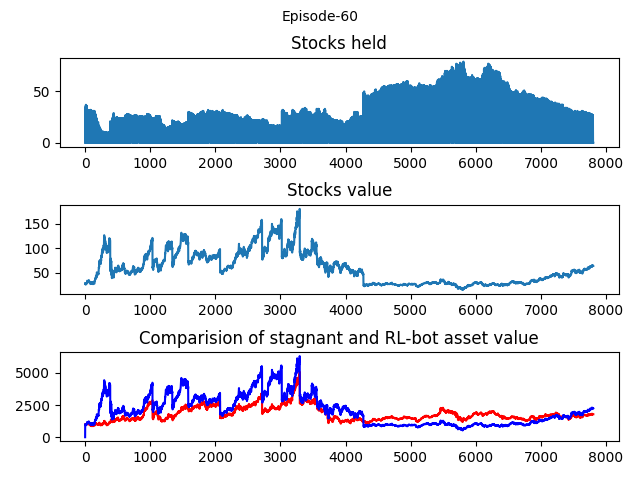 Episode-60
Stocks held
50
0
0 1000 2000 3000 4000 5000 6000 7000 8000
Stocks value
150
100
50
0 1000 2000 3000 4000 5000 6000 7000 8000
Comparision of stagnant and RL-bot asset value
5000
2500
0
0 1000 2000 3000 4000 5000 6000 7000 8000